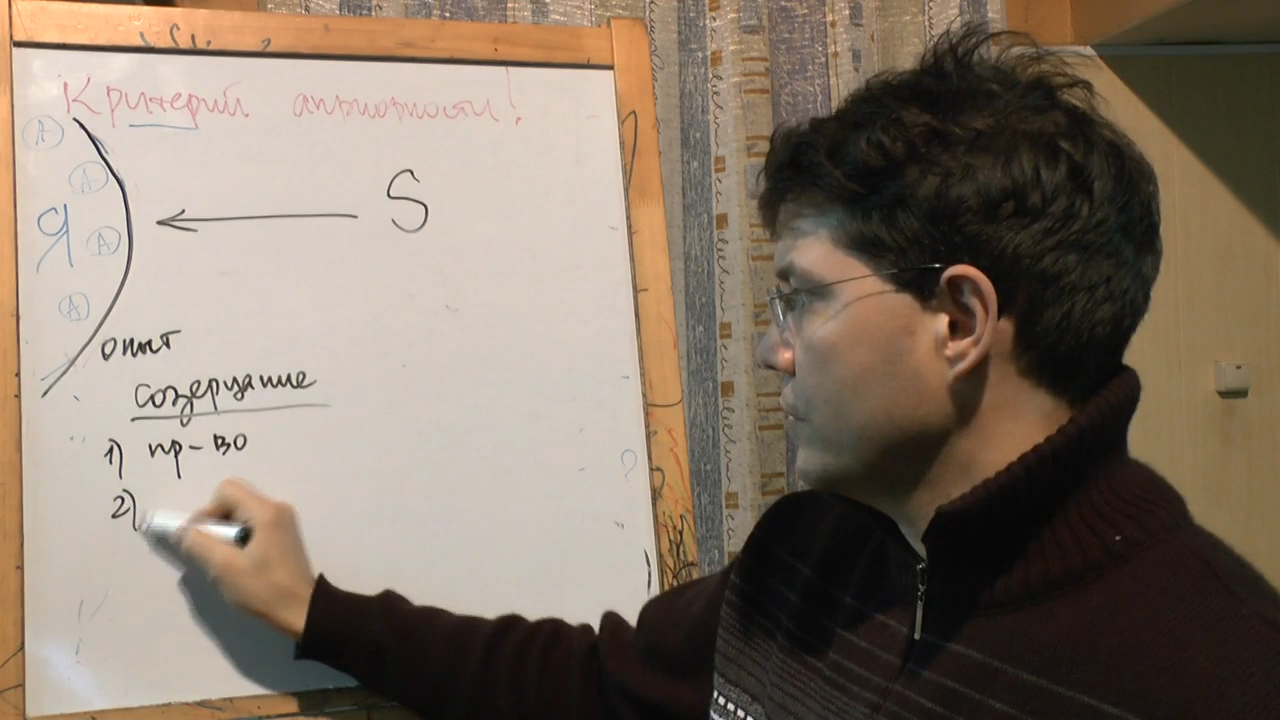 Критерий априорности!
А
А
Я
А
А
S
опыт
созерцание
1) пр-во
2)